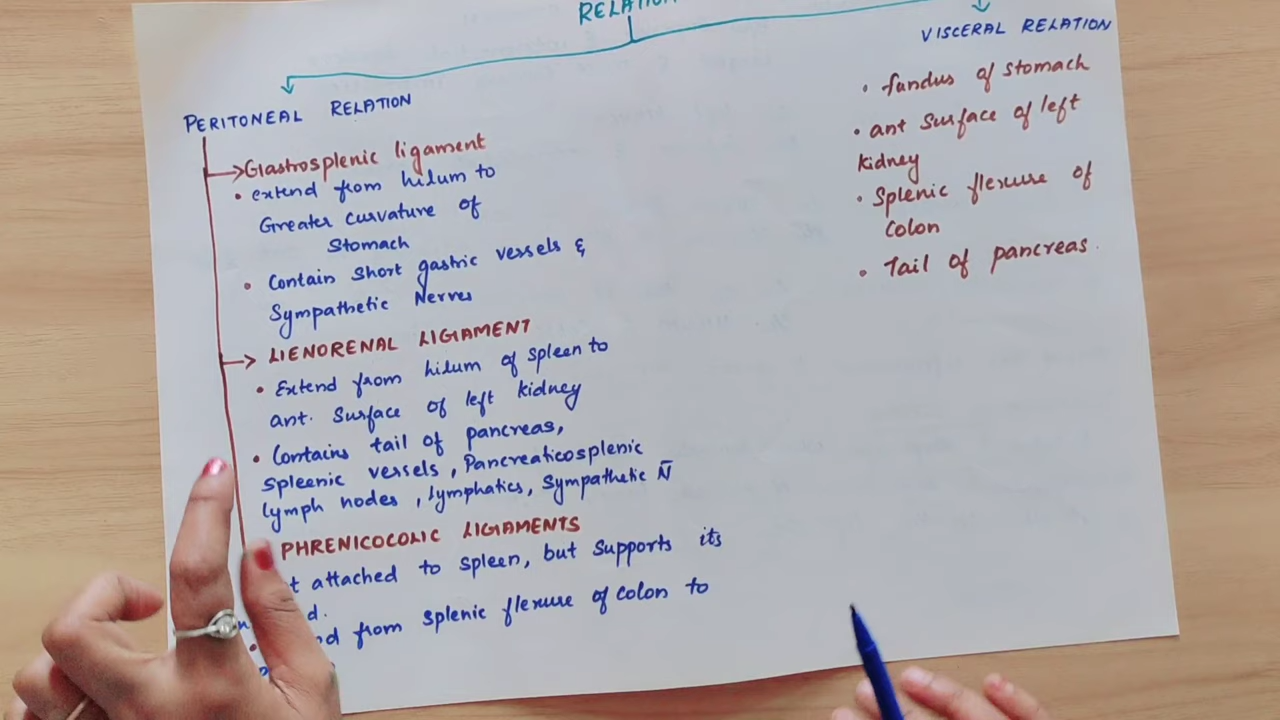 RELATION
PERITONEAL RELATION
Glastrosplenic ligament
• extend from hilum to
Greater curvature of
Stomach
• Contain short gastric vessels &
Sympathetic Nerves
LIENORENAL LIGAMENT
• Extend from hilum of spleen to
ant. Surface of left kidney
• Contains tail of pancreas,
spleenic vessels, Pancreaticosplenic
lymph nodes, lymphatics, Sympathetic N̄
PHRENICOCOLIC LIGAMENTS
attached to spleen, but supports its
from splenic flexure of colon to
VISCERAL RELATION
• fundus of stomach
• ant surface of left
kidney
• Splenic flexure of
colon
• Tail of pancreas.